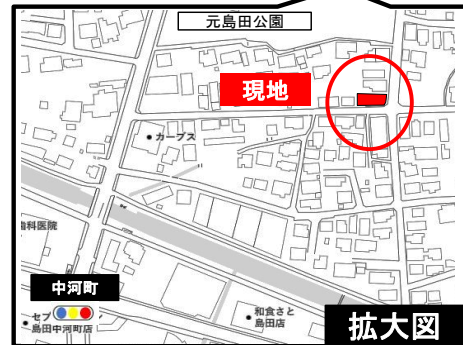 元島田公園
現地
カーブス
歯科医院
中河町
セブ
島田中河町店
和食さと
島田店
拡大図